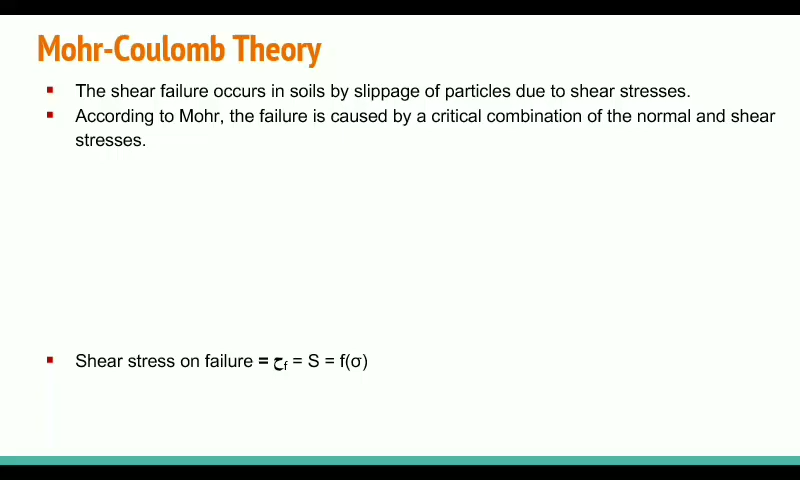 Mohr-Coulomb Theory
▪ The shear failure occurs in soils by slippage of particles due to shear stresses.
▪ According to Mohr, the failure is caused by a critical combination of the normal and shear
stresses.
▪ Shear stress on failure = حf = S = f(σ)